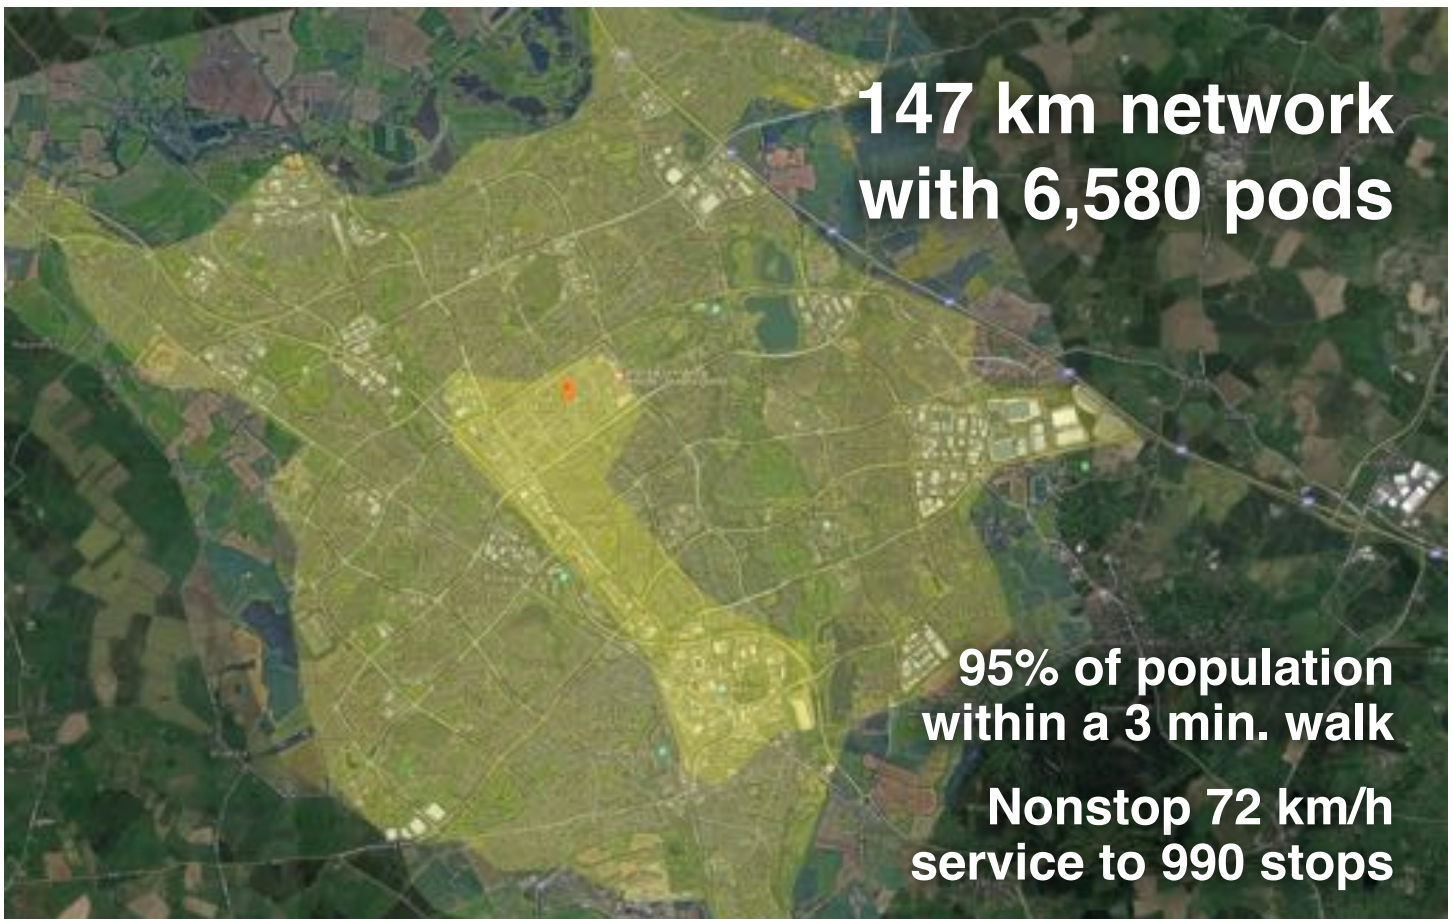 147 km network
with 6,580 pods
95% of population
within a 3 min. walk
Nonstop 72 km/h
service to 990 stops